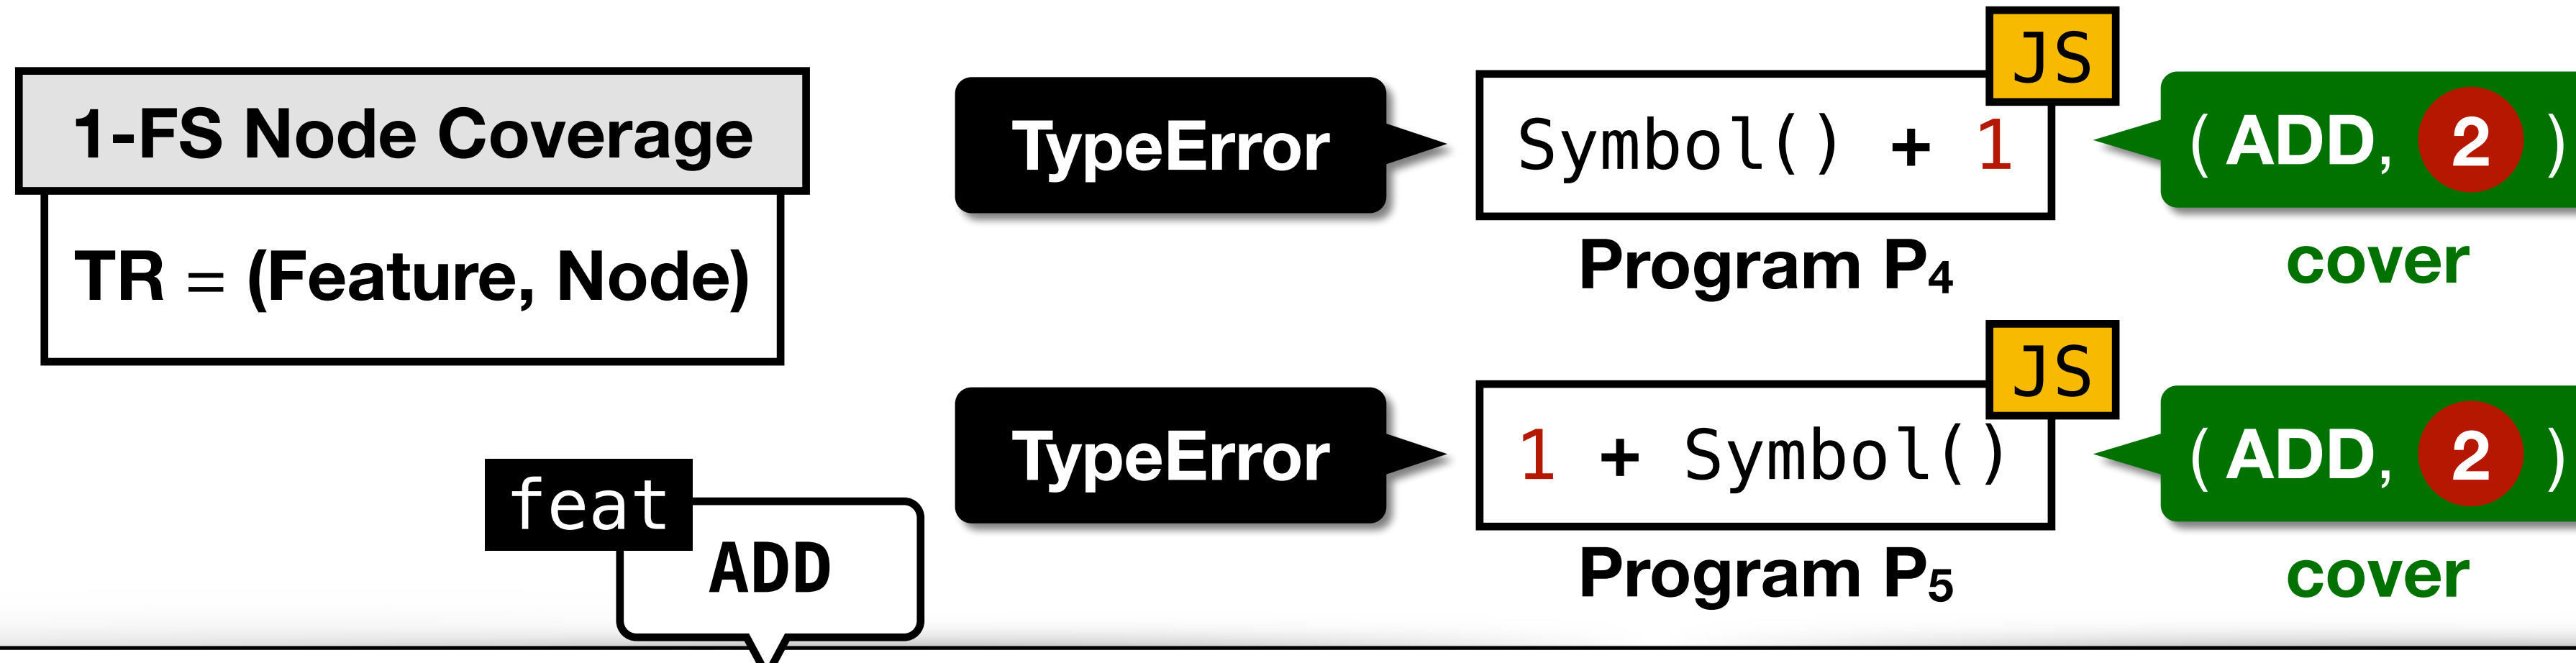 1-FS Node Coverage
TR = (Feature, Node)
TypeError
JS
Symbol() + 1
Program P₄
( ADD, 2 )
cover
TypeError
JS
1 + Symbol()
Program P₅
( ADD, 2 )
cover
feat
ADD